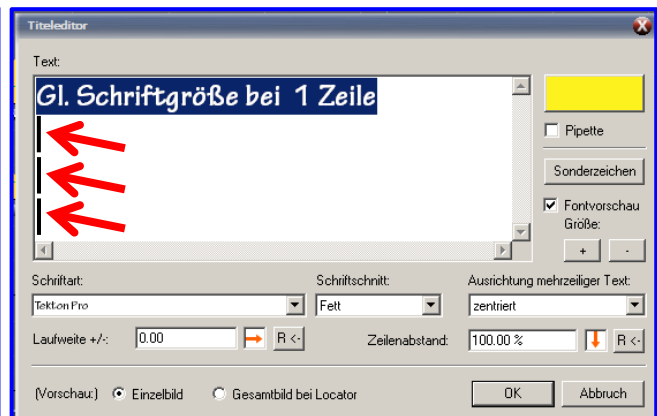 Titeleditor
Text:
Gl. Schriftgröße bei 1 Zeile
Pipette
Sonderzeichen
Fontvorschau
Größe:
+ -
Schriftart: Schriftschnitt: Ausrichtung mehrzeiliger Text:
Tekton Pro Fett zentriert
Laufweite +/-: 0.00 R <- Zeilenabstand: 100.00 % R <-
(Vorschau:) Einzelbild Gesamtbild bei Locator OK Abbruch